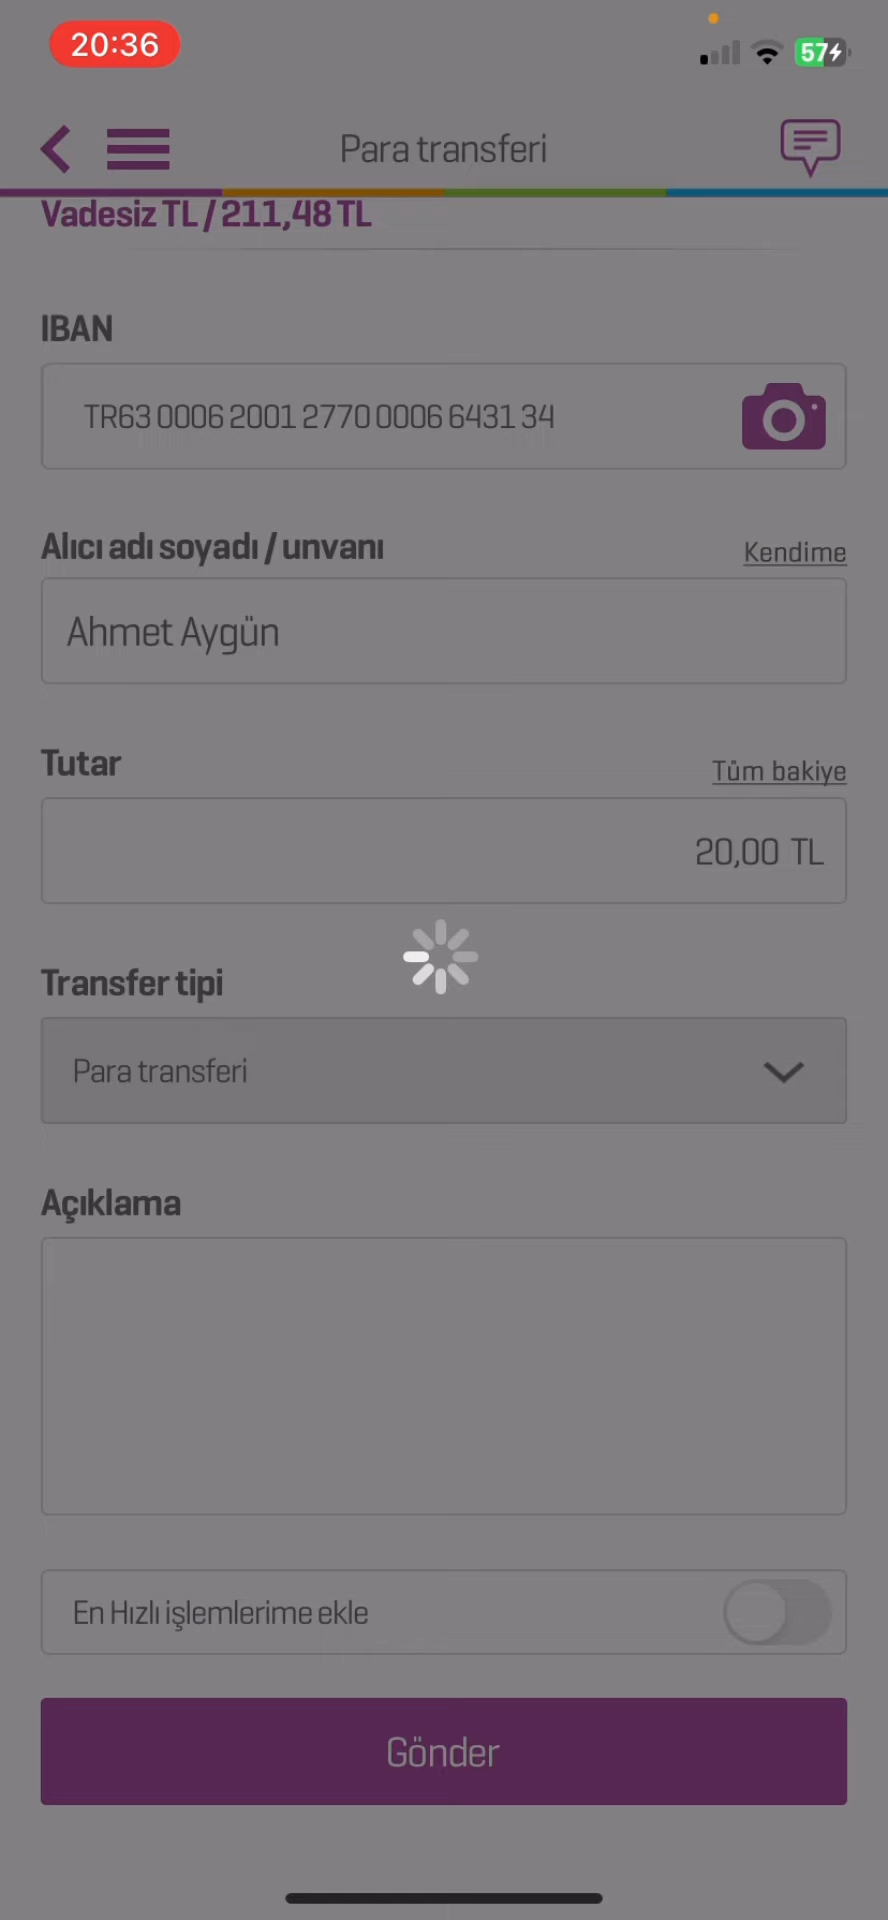 20:36
57
Para transferi
Vadesiz TL / 211,48 TL
IBAN
TR63 0006 2001 2770 0006 6431 34
Alıcı adı soyadı / unvanı
Kendime
Ahmet Aygün
Tutar
Tüm bakiye
20,00 TL
Transfer tipi
Para transferi
Açıklama
En Hızlı işlemlerime ekle
Gönder